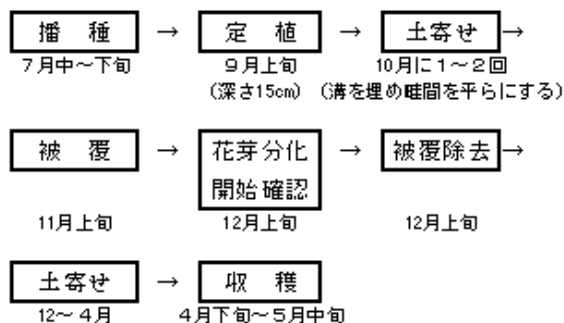 播 種 → 定 植 → 土寄せ →
7月中～下旬 9月上旬 10月に1～2回
(深さ15cm) (溝を埋め畦間を平らにする)
被 覆 → 花芽分化 → 被覆除去 →
開始確認
11月上旬 12月上旬 12月上旬
土寄せ → 収 穫
12～4月 4月下旬～5月中旬